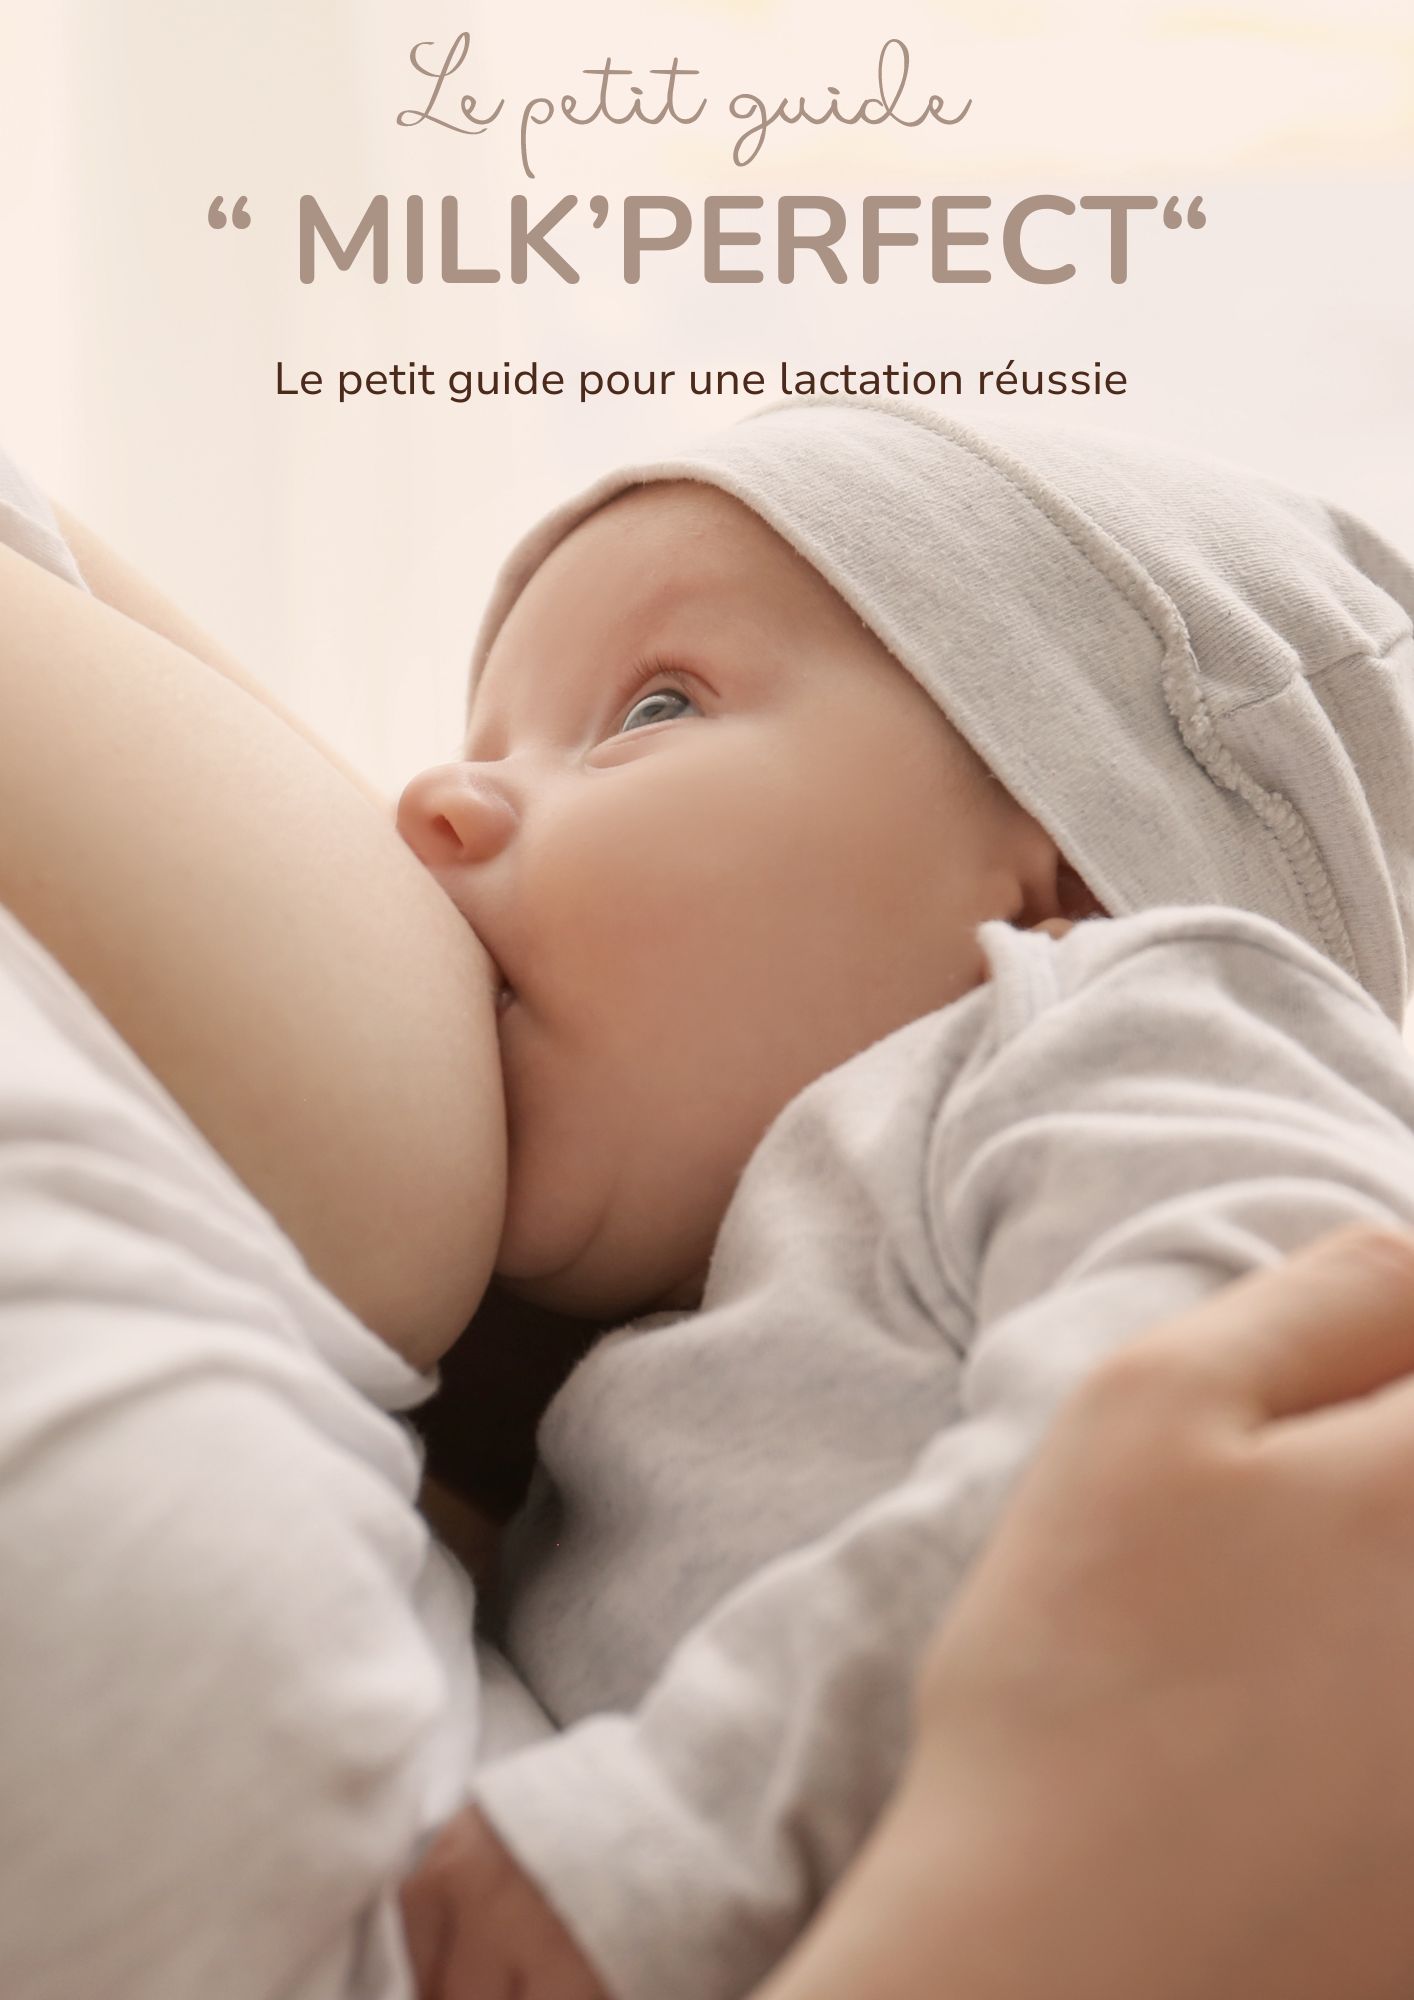 Le petit guide
“ MILK’PERFECT“
Le petit guide pour une lactation réussie